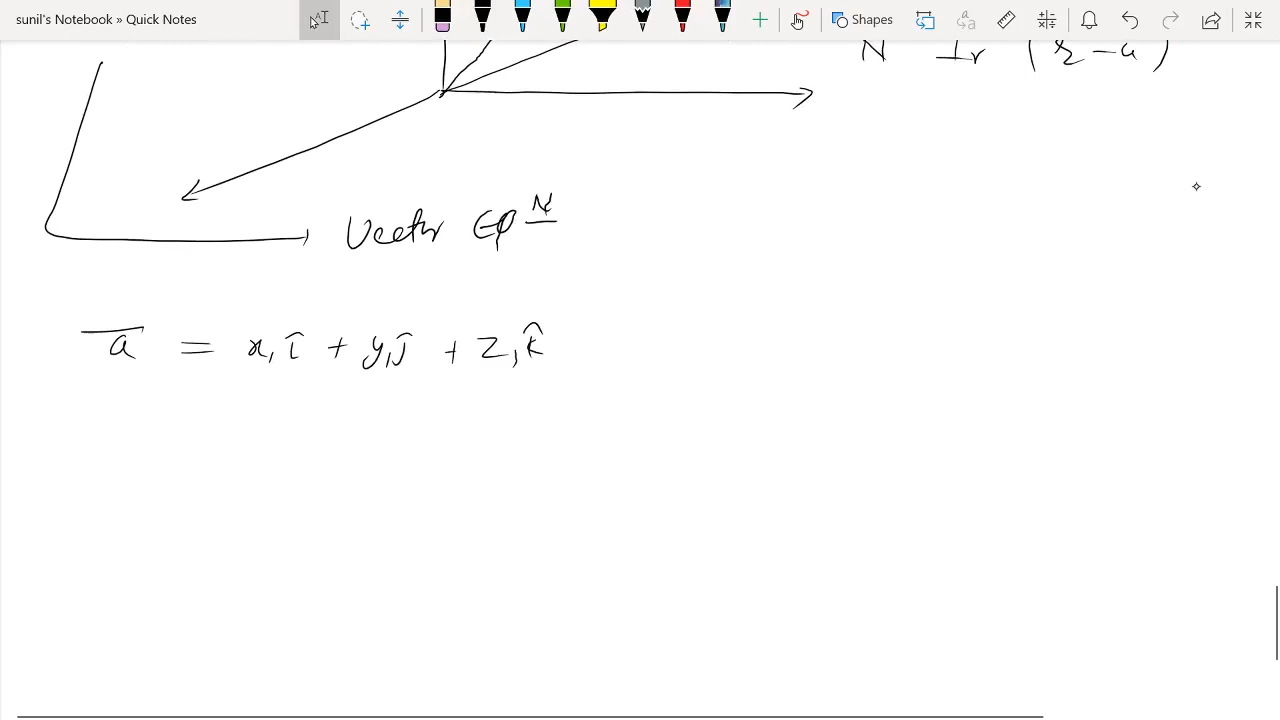 sunil's Notebook » Quick Notes
Shapes
N ⊥r (r - a)
Vector Eqn
a̅ = x₁î + y₁ĵ + z₁k̂